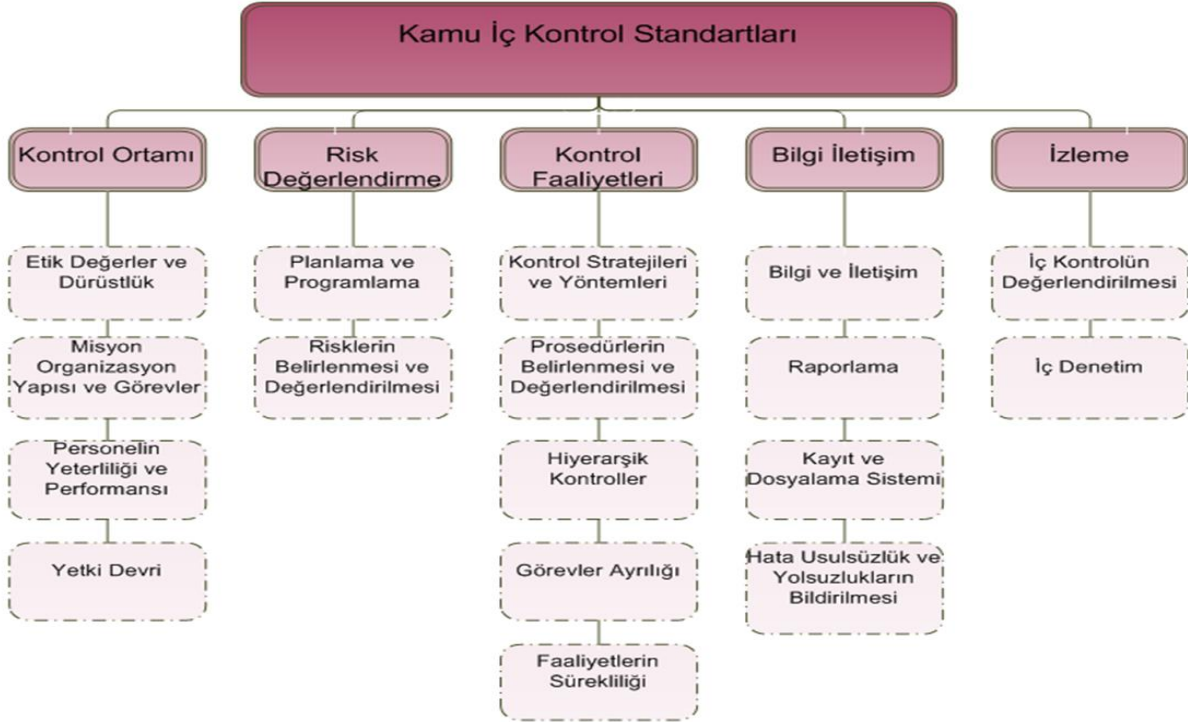 Kamu İç Kontrol Standartları
Kontrol Ortamı
Risk
Değerlendirme
Kontrol
Faaliyetleri
Bilgi İletişim
İzleme
Etik Değerler ve
Dürüstlük
Misyon
Organizasyon
Yapısı ve Görevler
Personelin
Yeterliliği ve
Performansı
Yetki Devri
Planlama ve
Programlama
Risklerin
Belirlenmesi ve
Değerlendirilmesi
Kontrol Stratejileri
ve Yöntemleri
Prosedürlerin
Belirlenmesi ve
Değerlendirilmesi
Hiyerarşik
Kontroller
Görevler Ayrılığı
Faaliyetlerin
Sürekliliği
Bilgi ve İletişim
Raporlama
Kayıt ve
Dosyalama Sistemi
Hata Usulsüzlük ve
Yolsuzlukların
Bildirilmesi
İç Kontrolün
Değerlendirilmesi
İç Denetim